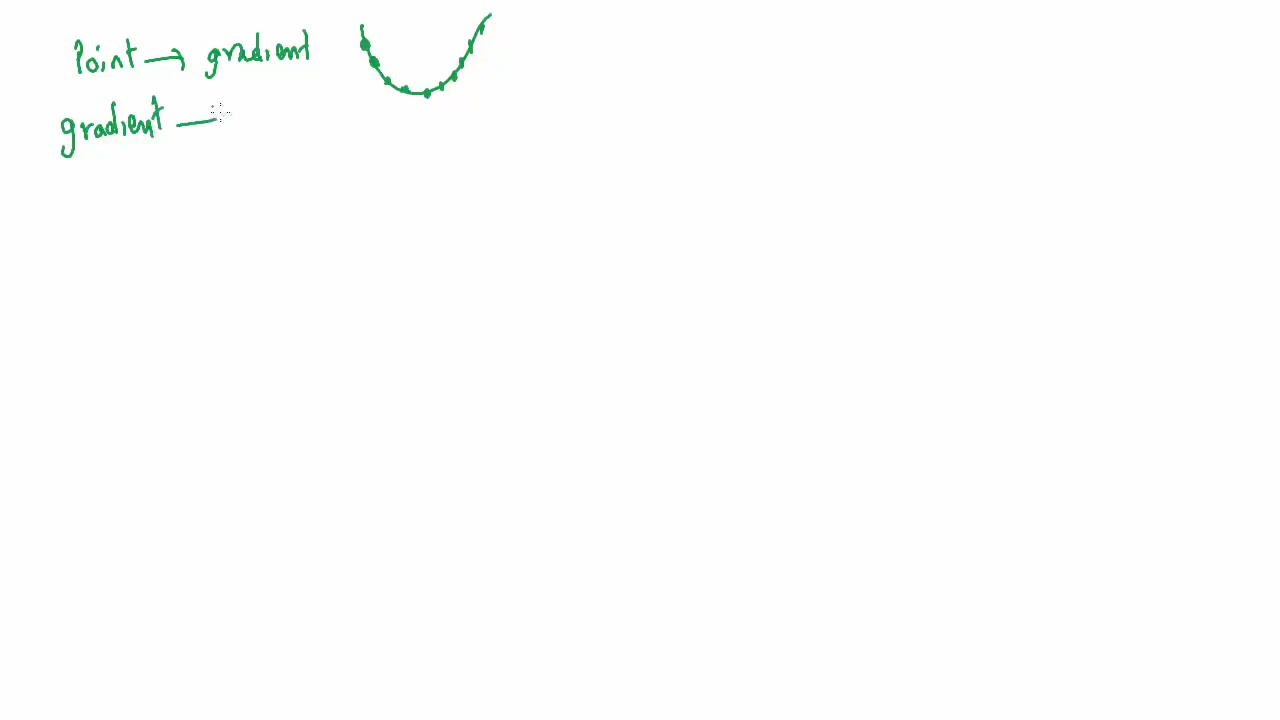 Point → gradient
gradient —